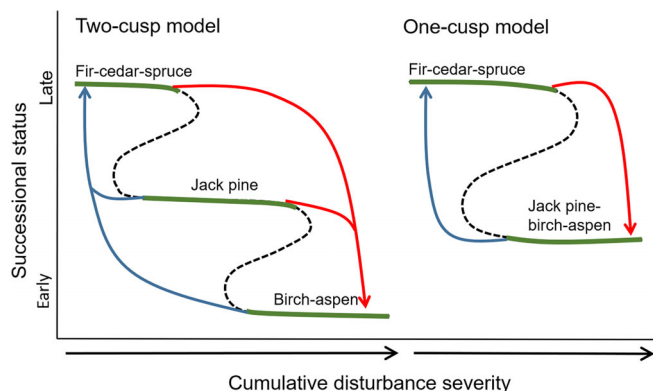 Two-cusp model
One-cusp model
Fir-cedar-spruce
Fir-cedar-spruce
Late
Successional status
Early
Jack pine
Birch-aspen
Jack pine-
birch-aspen
Cumulative disturbance severity